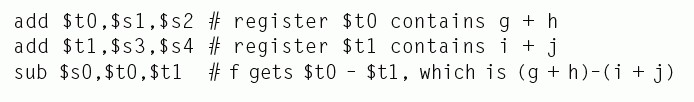 add $t0,$s1,$s2 # register $t0 contains g + h
add $t1,$s3,$s4 # register $t1 contains i + j
sub $s0,$t0,$t1 # f gets $t0 - $t1, which is (g + h)-(i + j)